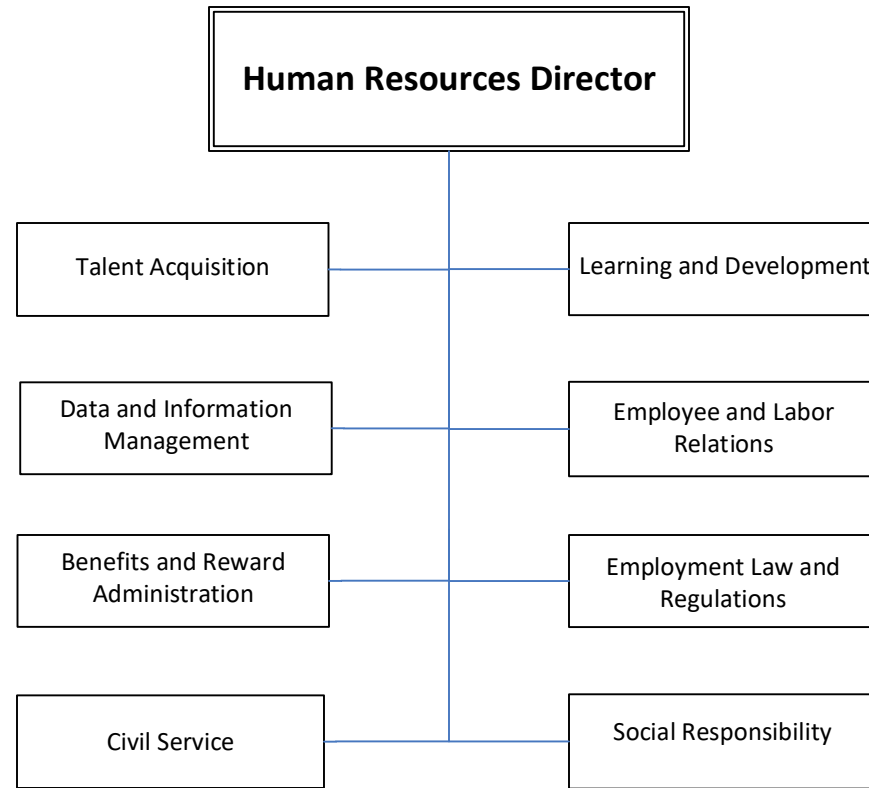 Human Resources Director
Talent Acquisition
Learning and Development
Data and Information
Management
Employee and Labor
Relations
Benefits and Reward
Administration
Employment Law and
Regulations
Civil Service
Social Responsibility